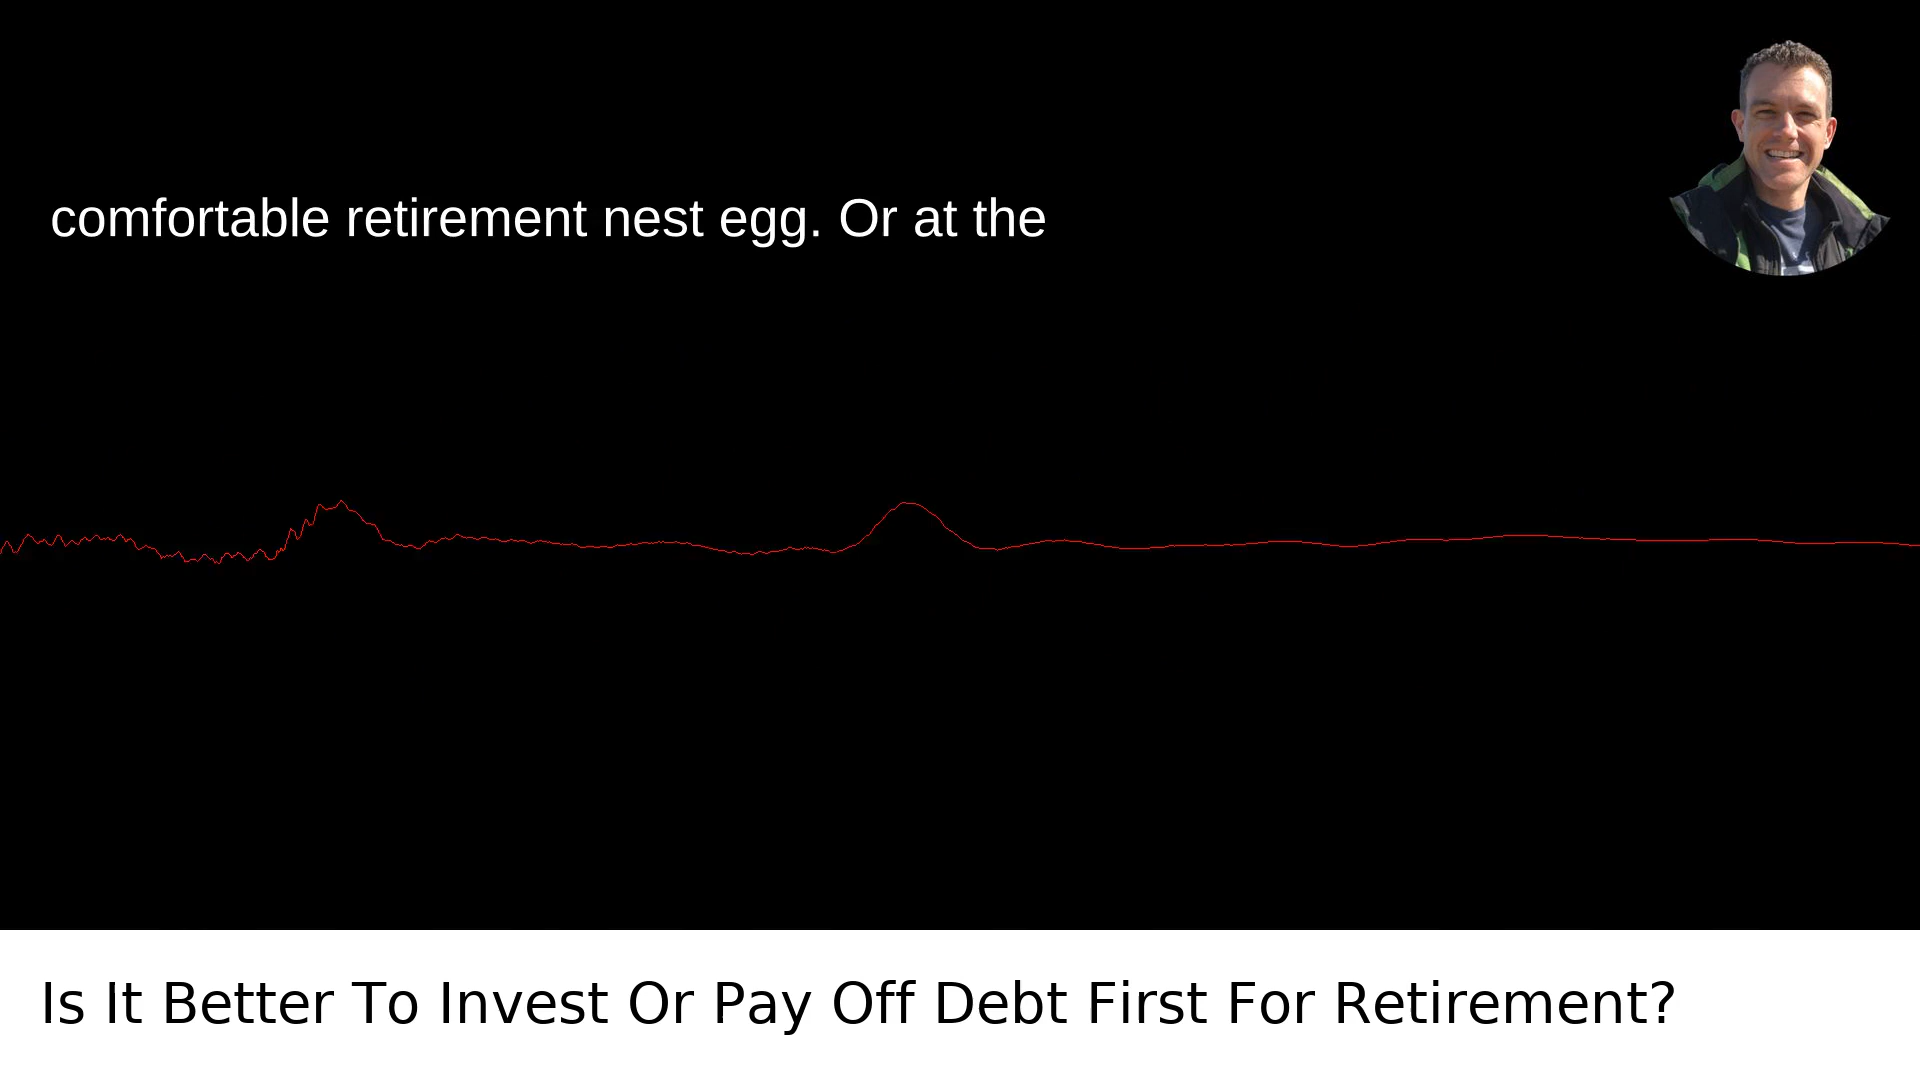 comfortable retirement nest egg. Or at the
Is It Better To Invest Or Pay Off Debt First For Retirement?